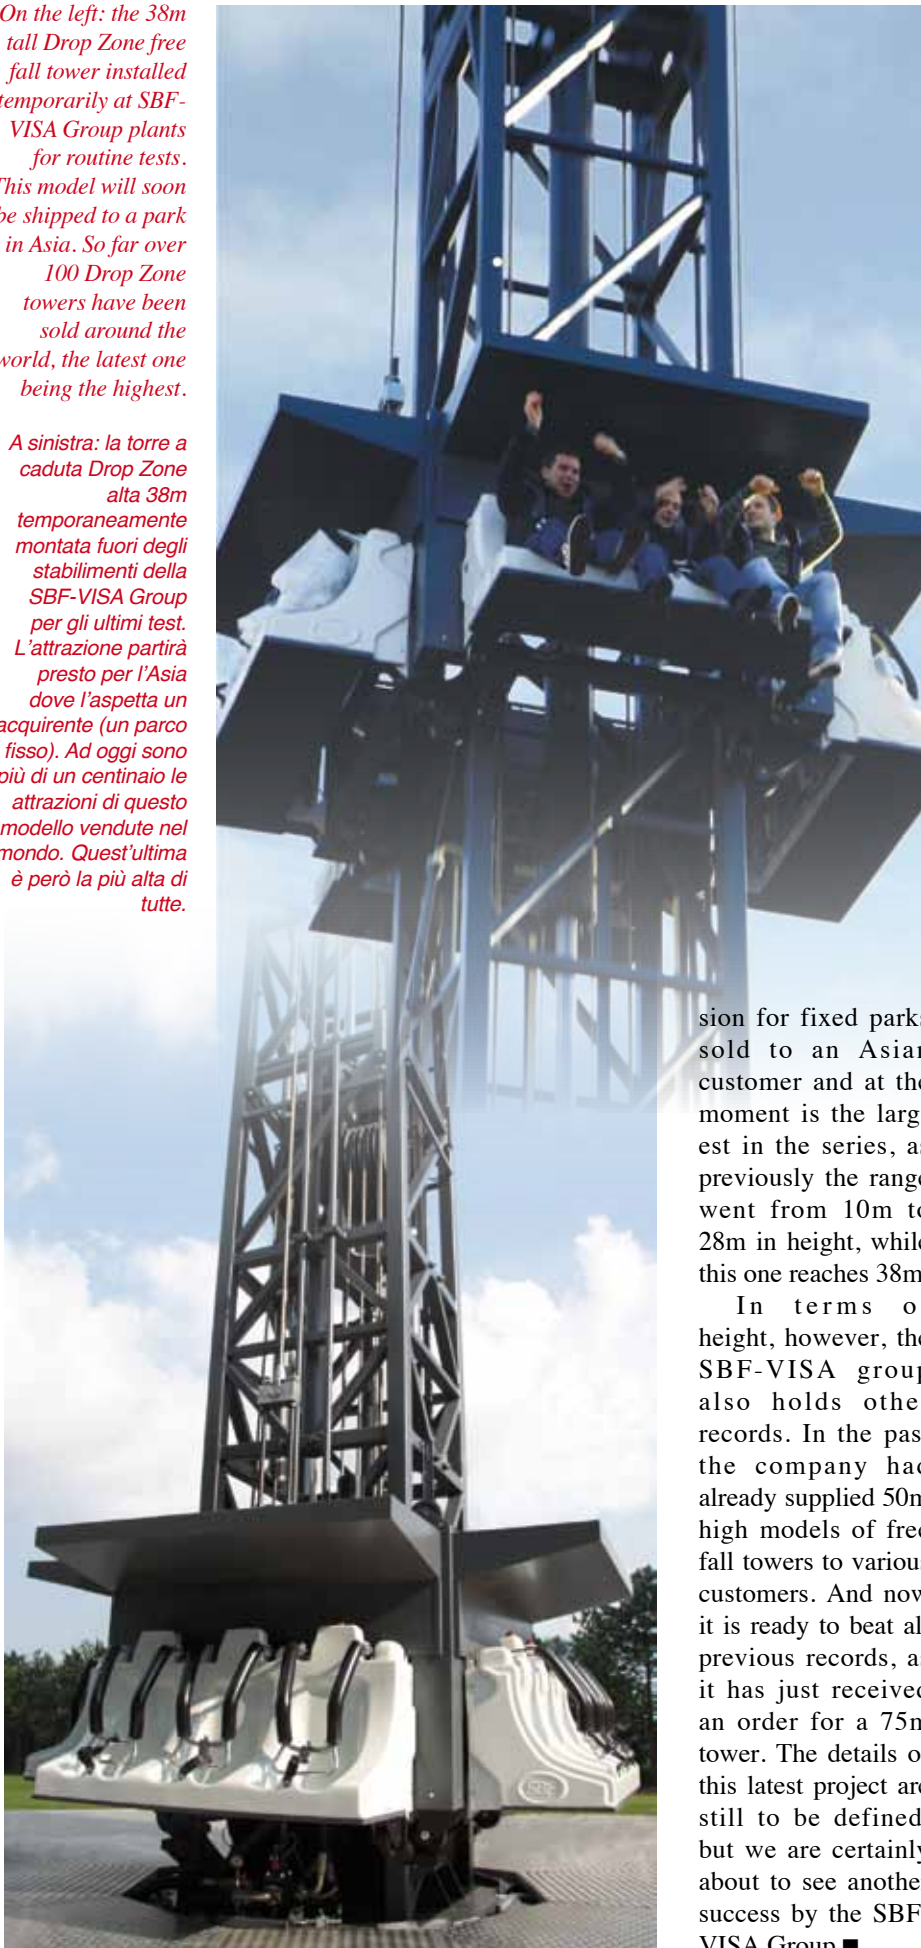 On the left: the 38m
tall Drop Zone free
fall tower installed
temporarily at SBF-
VISA Group plants
for routine tests.
This model will soon
be shipped to a park
in Asia. So far over
100 Drop Zone
towers have been
sold around the
world, the latest one
being the highest.
A sinistra: la torre a
caduta Drop Zone
alta 38m
temporaneamente
montata fuori degli
stabilimenti della
SBF-VISA Group
per gli ultimi test.
L'attrazione partirà
presto per l'Asia
dove l'aspetta un
acquirente (un parco
fisso). Ad oggi sono
più di un centinaio le
attrazioni di questo
modello vendute nel
mondo. Quest'ultima
è però la più alta di
tutte.
sion for fixed parks
sold to an Asian
customer and at the
moment is the larg-
est in the series, as
previously the range
went from 10m to
28m in height, while
this one reaches 38m
In terms o
height, however, the
SBF-VISA group
also holds other
records. In the past
the company had
already supplied 50m
high models of free
fall towers to various
customers. And now
it is ready to beat all
previous records, as
it has just received
an order for a 75m
tower. The details of
this latest project are
still to be defined
but we are certainly
about to see another
success by the SBF-
VISA Group ■
SBF